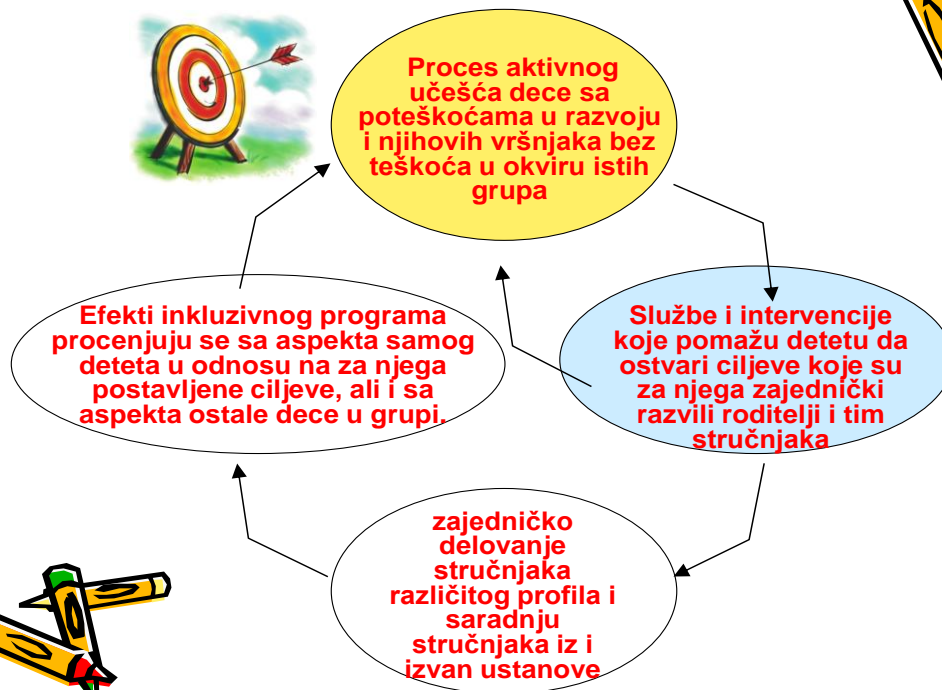 Proces aktivnog
učešća dece sa
poteškoćama u razvoju
i njihovih vršnjaka bez
teškoća u okviru istih
grupa
Efekti inkluzivnog programa
procenjuju se sa aspekta samog
deteta u odnosu na za njega
postavljene ciljeve, ali i sa
aspekta ostale dece u grupi.
Službe i intervencije
koje pomažu detetu da
ostvari ciljeve koje su
za njega zajednički
razvili roditelji i tim
stručnjaka
zajedničko
delovanje
stručnjaka
različitog profila i
saradnju
stručnjaka iz i
izvan ustanove